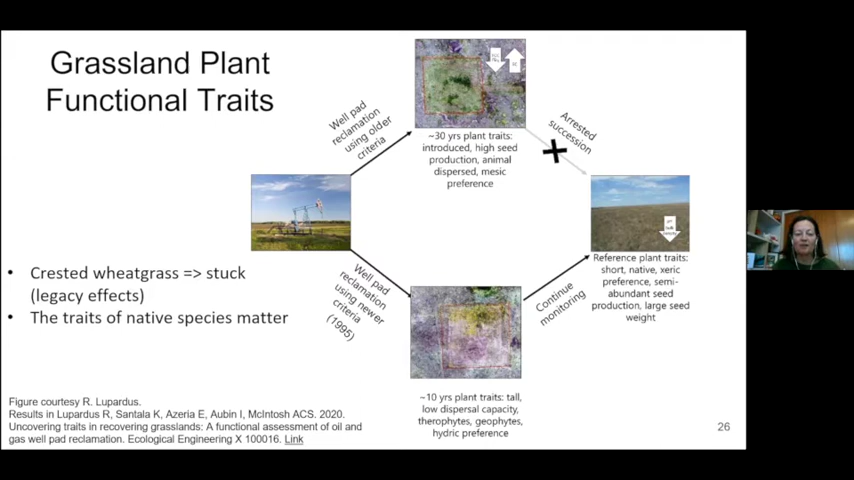 Grassland Plant
Functional Traits
Well pad
reclamation
using older
criteria
~30 yrs plant traits:
introduced, high seed
production, animal
dispersed, mesic
preference
Arrested
succession
Reference plant traits:
short, native, xeric
preference, semi-
abundant seed
production, large seed
weight
• Crested wheatgrass => stuck
(legacy effects)
• The traits of native species matter
Well pad
reclamation
using newer
criteria
(1995)
Continue
monitoring
~10 yrs plant traits: tall,
low dispersal capacity,
therophytes, geophytes,
hydric preference
Figure courtesy R. Lupardus.
Results in Lupardus R, Santala K, Azeria E, Aubin I, McIntosh ACS. 2020.
Uncovering traits in recovering grasslands: A functional assessment of oil and
gas well pad reclamation. Ecological Engineering X 100016. Link
26